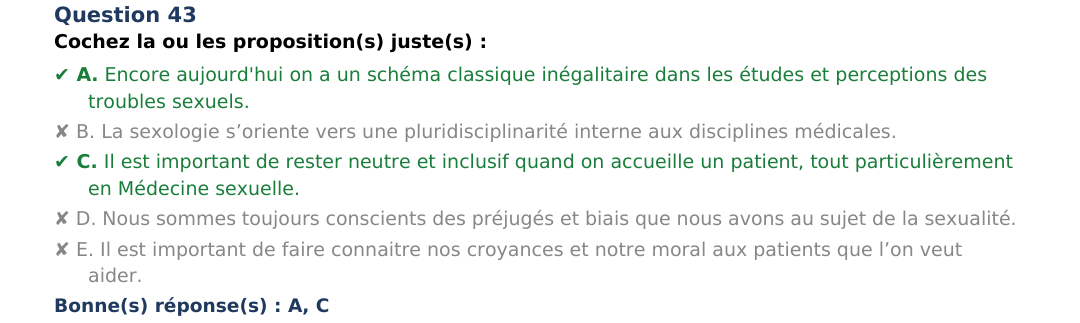 Question 43
Cochez la ou les proposition(s) juste(s) :
✔ A. Encore aujourd'hui on a un schéma classique inégalitaire dans les études et perceptions des
troubles sexuels.
✘ B. La sexologie s’oriente vers une pluridisciplinarité interne aux disciplines médicales.
✔ C. Il est important de rester neutre et inclusif quand on accueille un patient, tout particulièrement
en Médecine sexuelle.
✘ D. Nous sommes toujours conscients des préjugés et biais que nous avons au sujet de la sexualité.
✘ E. Il est important de faire connaitre nos croyances et notre moral aux patients que l’on veut
aider.
Bonne(s) réponse(s) : A, C